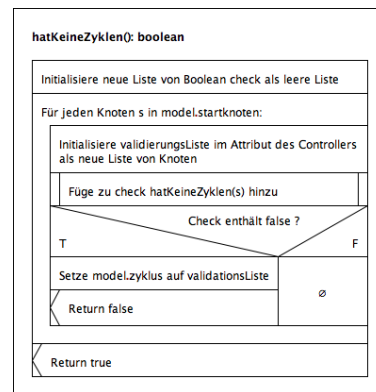 hatKeineZyklen(): boolean
Initialisiere neue Liste von Boolean check als leere Liste
Für jeden Knoten s in model.startknoten:
Initialisiere validierungsListe im Attribut des Controllers
als neue Liste von Knoten
Füge zu check hatKeineZyklen(s) hinzu
Check enthält false ?
T F
Setze model.zyklus auf validationsListe
∅
Return false
Return true